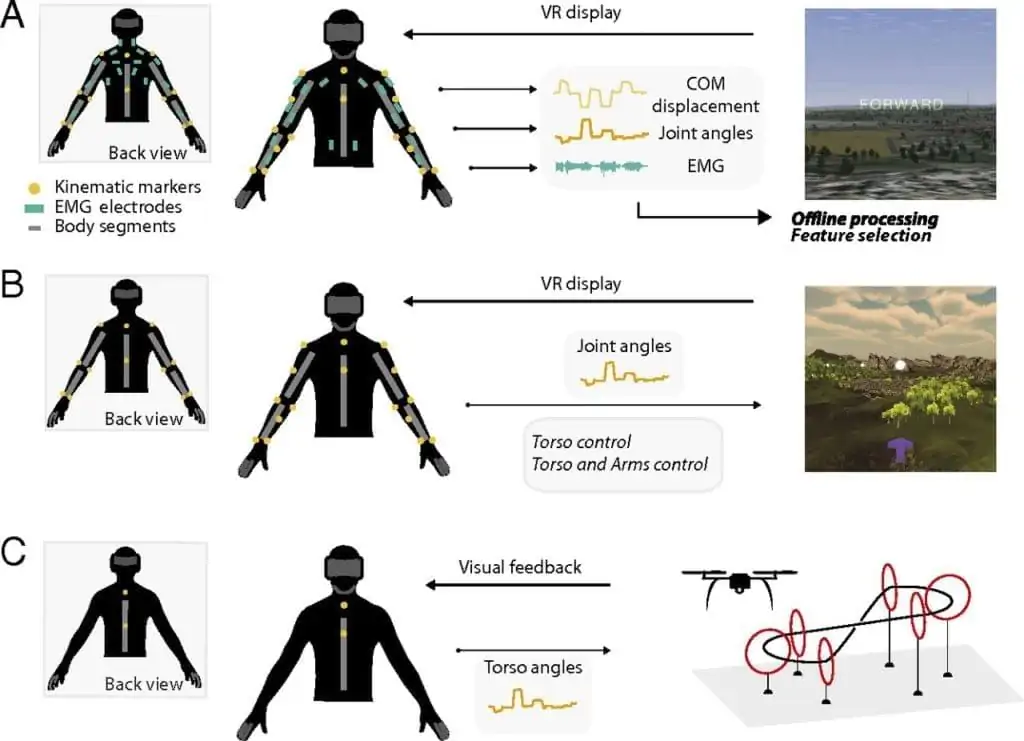 A
VR display
COM
displacement
Joint angles
EMG
FORWARD
Back view
Kinematic markers
EMG electrodes
Body segments
Offline processing
Feature selection
B
VR display
Joint angles
Back view
Torso control
Torso and Arms control
C
Visual feedback
Torso angles
Back view